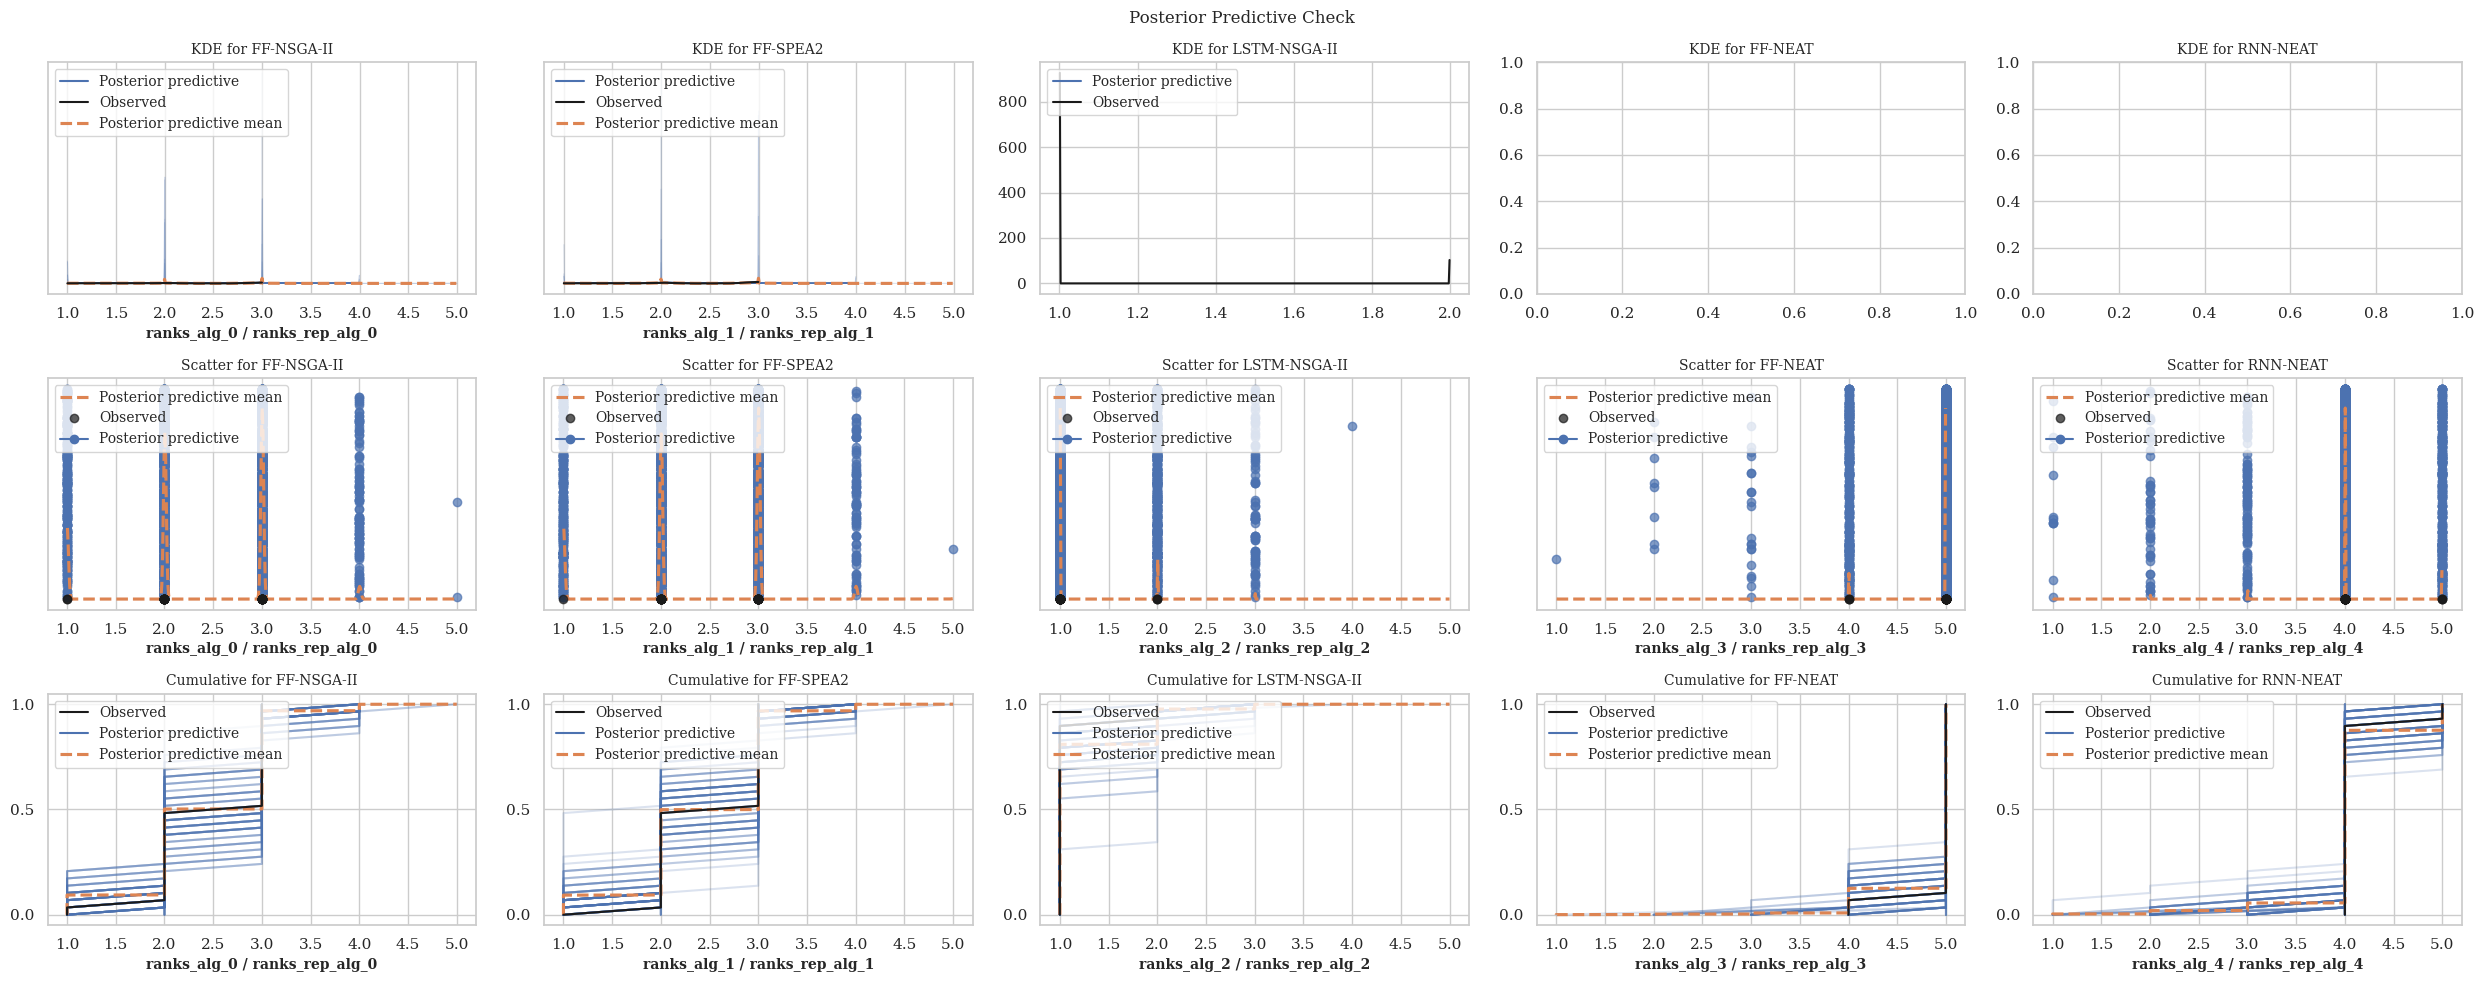 Posterior Predictive Check
KDE for FF-NSGA-II
Posterior predictive
Observed
Posterior predictive mean
1.0 1.5 2.0 2.5 3.0 3.5 4.0 4.5 5.0
ranks_alg_0 / ranks_rep_alg_0
KDE for FF-SPEA2
Posterior predictive
Observed
Posterior predictive mean
1.0 1.5 2.0 2.5 3.0 3.5 4.0 4.5 5.0
ranks_alg_1 / ranks_rep_alg_1
KDE for LSTM-NSGA-II
Posterior predictive
Observed
800
600
400
200
0
1.0 1.2 1.4 1.6 1.8 2.0
KDE for FF-NEAT
1.0
0.8
0.6
0.4
0.2
0.0
0.0 0.2 0.4 0.6 0.8 1.0
KDE for RNN-NEAT
1.0
0.8
0.6
0.4
0.2
0.0
0.0 0.2 0.4 0.6 0.8 1.0
Scatter for FF-NSGA-II
Posterior predictive mean
Observed
Posterior predictive
1.0 1.5 2.0 2.5 3.0 3.5 4.0 4.5 5.0
ranks_alg_0 / ranks_rep_alg_0
Scatter for FF-SPEA2
Posterior predictive mean
Observed
Posterior predictive
1.0 1.5 2.0 2.5 3.0 3.5 4.0 4.5 5.0
ranks_alg_1 / ranks_rep_alg_1
Scatter for LSTM-NSGA-II
Posterior predictive mean
Observed
Posterior predictive
1.0 1.5 2.0 2.5 3.0 3.5 4.0 4.5 5.0
ranks_alg_2 / ranks_rep_alg_2
Scatter for FF-NEAT
Posterior predictive mean
Observed
Posterior predictive
1.0 1.5 2.0 2.5 3.0 3.5 4.0 4.5 5.0
ranks_alg_3 / ranks_rep_alg_3
Scatter for RNN-NEAT
Posterior predictive mean
Observed
Posterior predictive
1.0 1.5 2.0 2.5 3.0 3.5 4.0 4.5 5.0
ranks_alg_4 / ranks_rep_alg_4
Cumulative for FF-NSGA-II
Observed
Posterior predictive
Posterior predictive mean
1.0
0.5
0.0
1.0 1.5 2.0 2.5 3.0 3.5 4.0 4.5 5.0
ranks_alg_0 / ranks_rep_alg_0
Cumulative for FF-SPEA2
Observed
Posterior predictive
Posterior predictive mean
1.0
0.5
0.0
1.0 1.5 2.0 2.5 3.0 3.5 4.0 4.5 5.0
ranks_alg_1 / ranks_rep_alg_1
Cumulative for LSTM-NSGA-II
Observed
Posterior predictive
Posterior predictive mean
1.0
0.5
0.0
1.0 1.5 2.0 2.5 3.0 3.5 4.0 4.5 5.0
ranks_alg_2 / ranks_rep_alg_2
Cumulative for FF-NEAT
Observed
Posterior predictive
Posterior predictive mean
1.0
0.5
0.0
1.0 1.5 2.0 2.5 3.0 3.5 4.0 4.5 5.0
ranks_alg_3 / ranks_rep_alg_3
Cumulative for RNN-NEAT
Observed
Posterior predictive
Posterior predictive mean
1.0
0.5
0.0
1.0 1.5 2.0 2.5 3.0 3.5 4.0 4.5 5.0
ranks_alg_4 / ranks_rep_alg_4